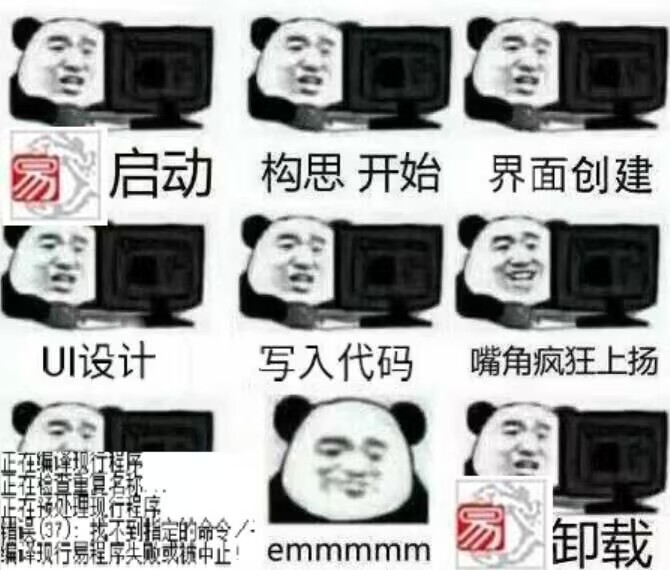 易 启动
构思 开始
界面创建
UI设计
写入代码
嘴角疯狂上扬
正在编译现行程序
正在检查重复名称...
正在预处理现行程序
错误(37): 找不到指定的命令/
编译现行易程序失败或被中止!
emmmmm
易 卸载